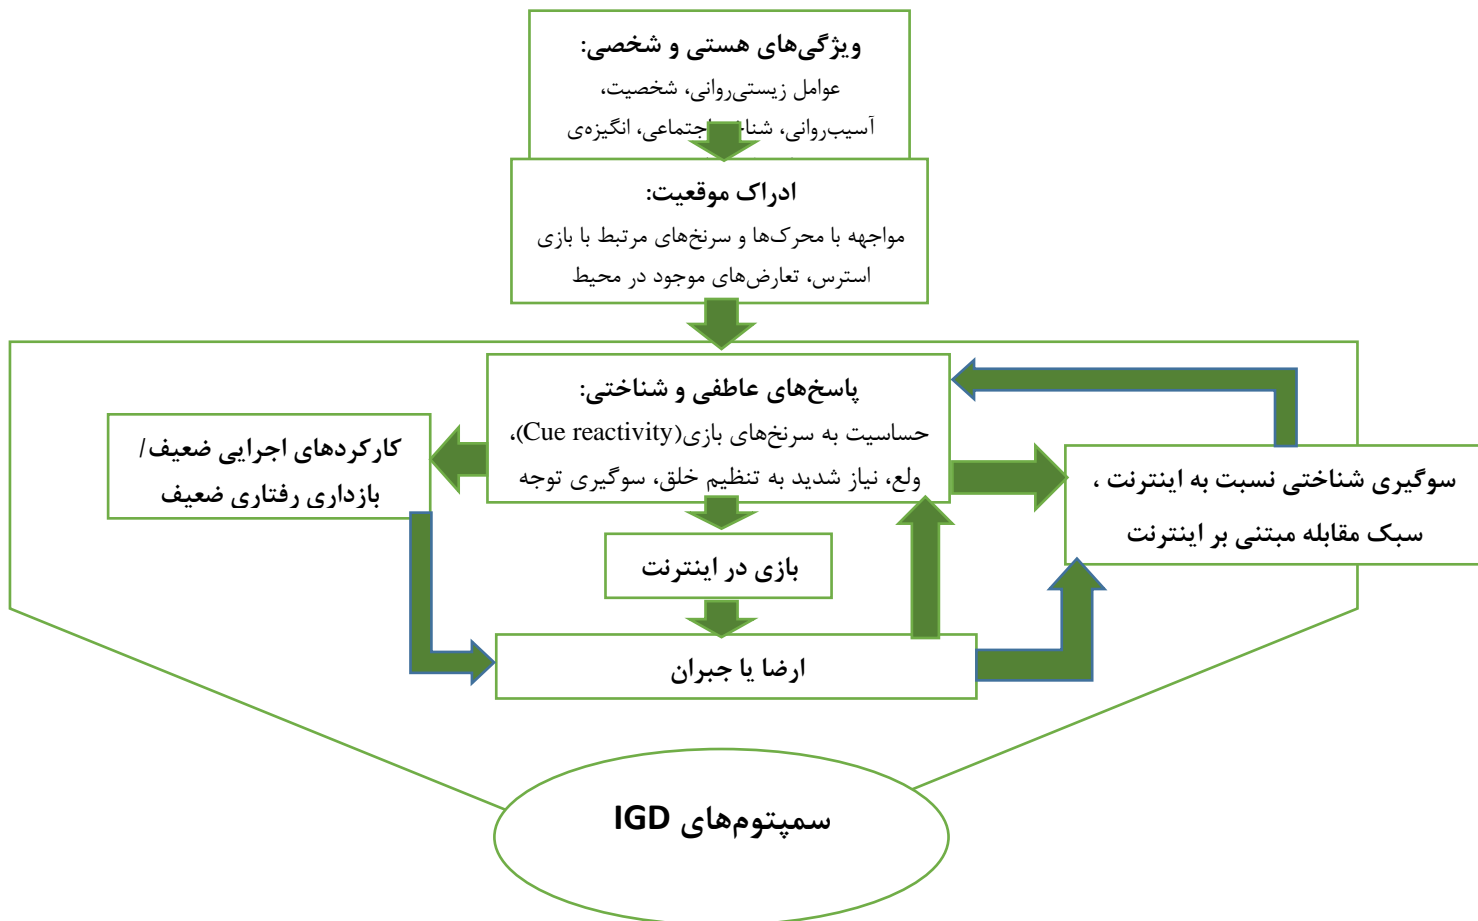 ویژگی‌های هستی و شخصی:
عوامل زیستی‌روانی، شخصیت،
آسیب‌روانی، اجتماعی، انگیزه‌ی
ادراک موقعیت:
مواجهه با محرک‌ها و سرنخ‌های مرتبط با بازی
استرس، تعارض‌های موجود در محیط
پاسخ‌های عاطفی و شناختی:
حساسیت به سرنخ‌های بازی(Cue reactivity)،
ولع، نیاز شدید به تنظیم خلق، سوگیری توجه
کارکردهای اجرایی ضعیف/
بازداری رفتاری ضعیف
سوگیری شناختی نسبت به اینترنت ،
سبک مقابله مبتنی بر اینترنت
بازی در اینترنت
ارضا یا جبران
سمپتوم‌های IGD